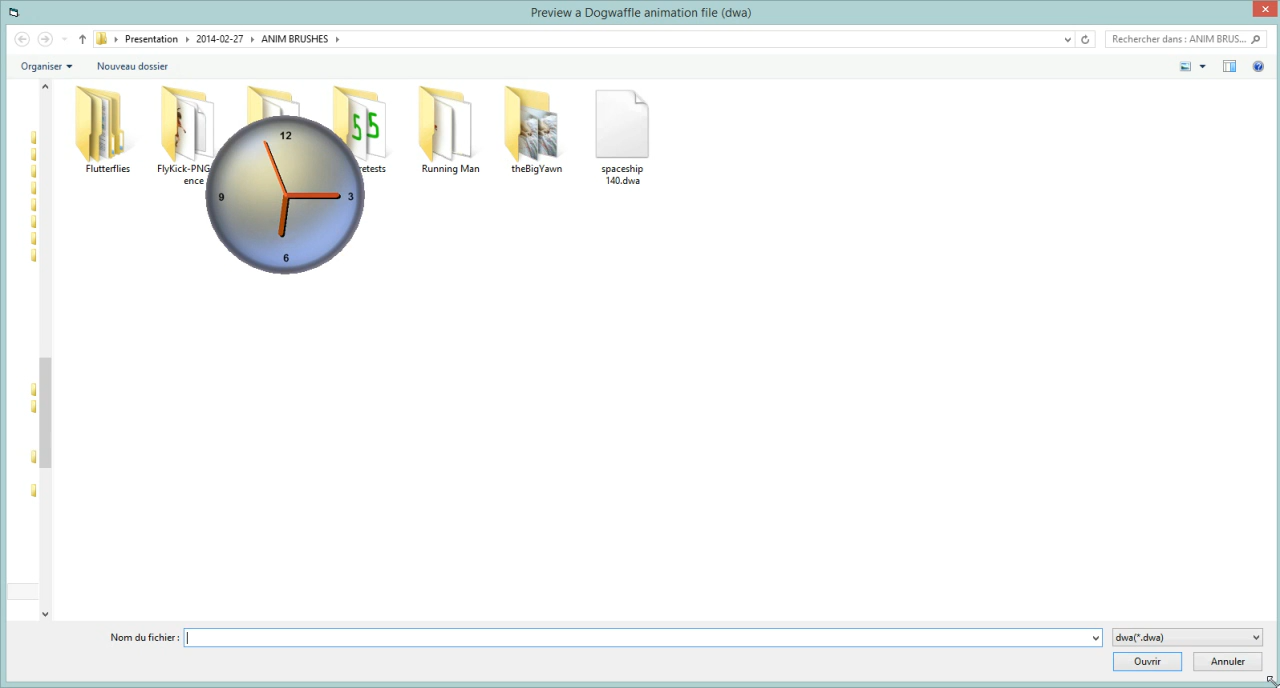 Preview a Dogwaffle animation file (dwa)
Presentation 2014-02-27 ANIM BRUSHES
Rechercher dans : ANIM BRUS...
Organiser Nouveau dossier
Flutterflies
FlyKick-PNG
ence
etests
Running Man
theBigYawn
spaceship
140.dwa
12
9
3
6
Nom du fichier :
dwa(*.dwa)
Ouvrir Annuler